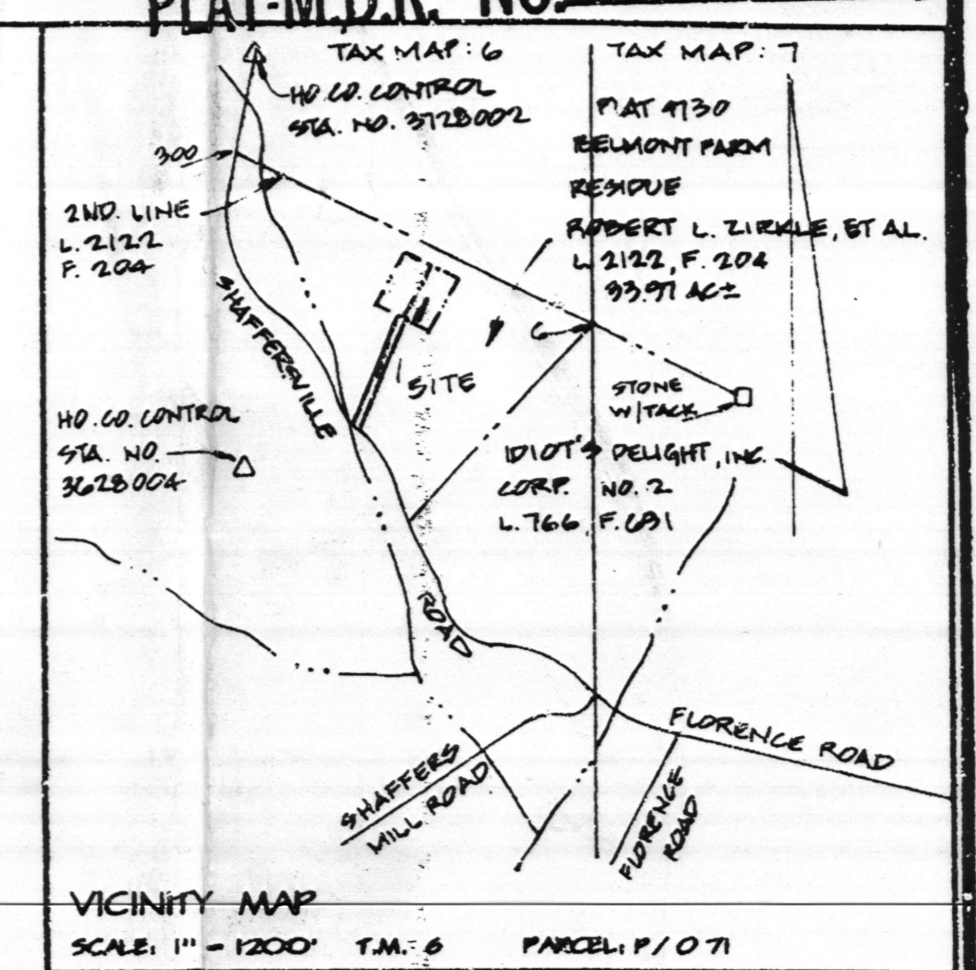 PLAT-M.D.R. NO.
TAX MAP: 6
TAX MAP: 7
HO. CO. CONTROL
STA. NO. 3728002
300
2ND. LINE
L. 2122
F. 204
PLAT 9730
BELMONT FARM
RESIDUE
ROBERT L. ZIRKLE, ET AL.
L. 2122, F. 204
33.97 AC±
SHAFFERSVILLE
ROAD
SITE
STONE
W/TACK
HO. CO. CONTROL
STA. NO.
3628004
IDIOT'S DELIGHT, INC.
CORP. NO. 2
L. 766 F. 691
FLORENCE ROAD
SHAFFERS
MILL ROAD
FLORENCE
ROAD
VICINITY MAP
SCALE: 1" = 1200' T.M.: 6 PARCEL: P/O 71